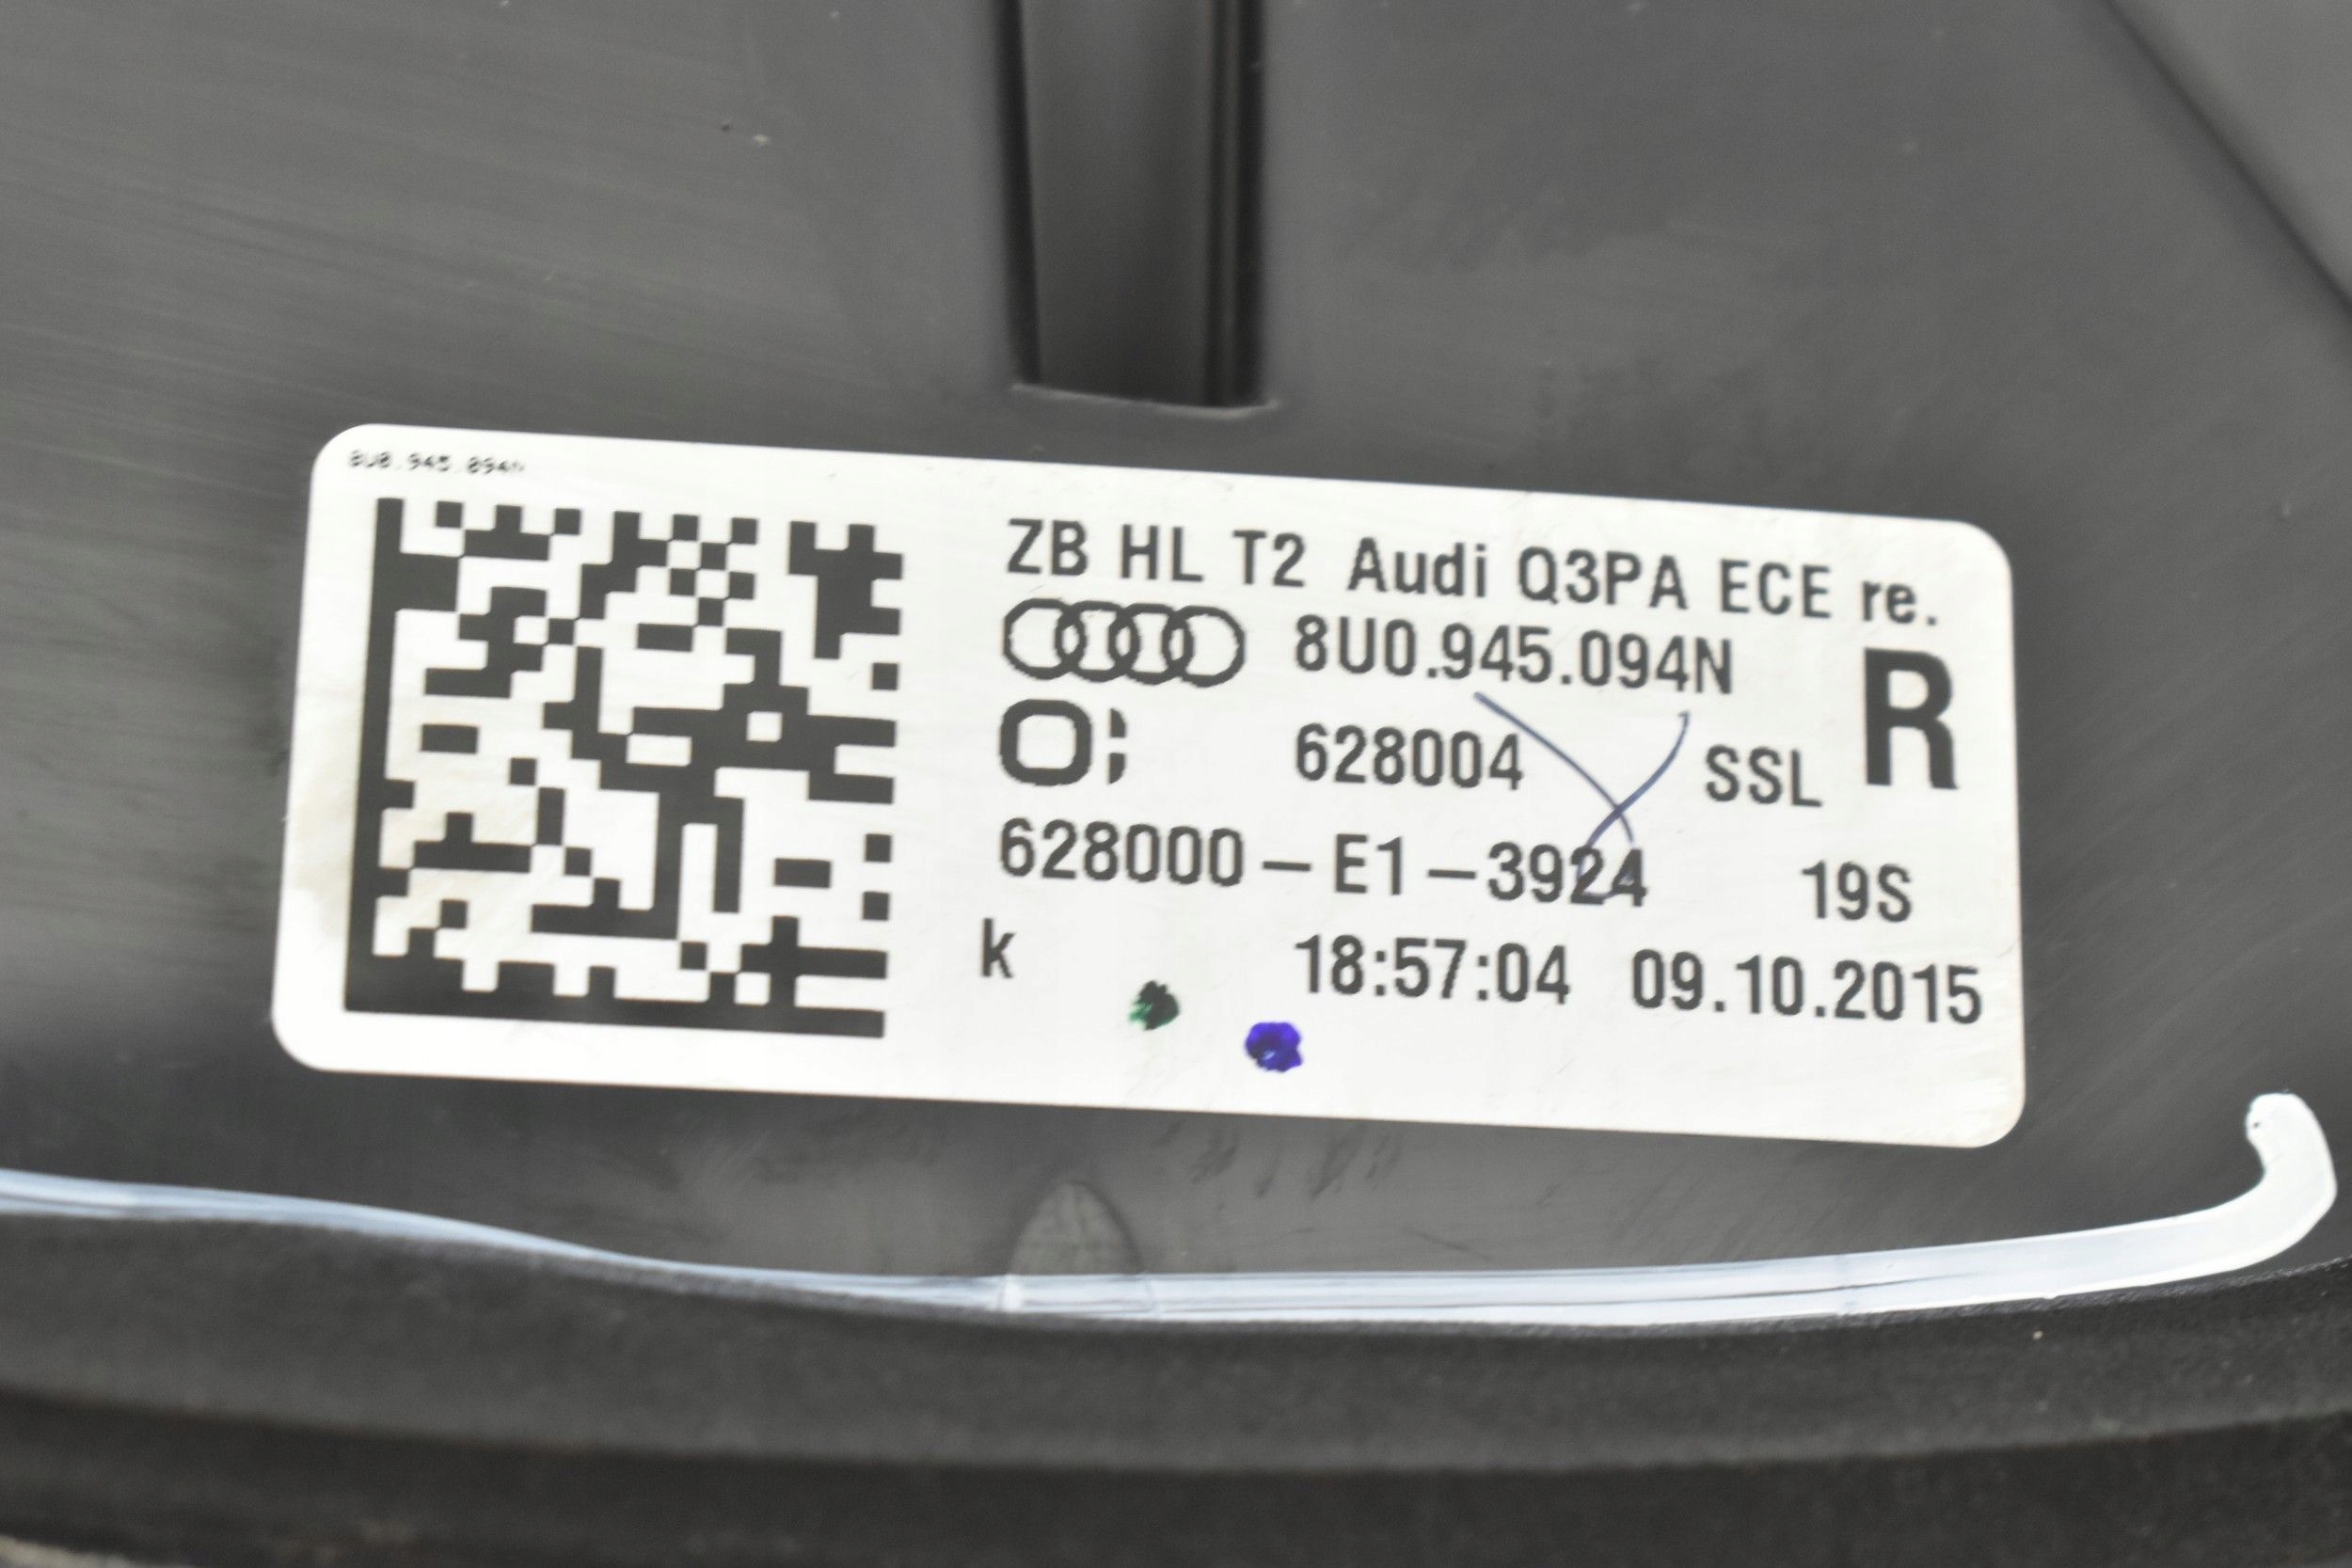 8U0.945.094N
ZB HL T2 Audi Q3PA ECE re.
8U0.945.094N
R
628004 SSL
628000-E1-3924 19S
k 18:57:04 09.10.2015